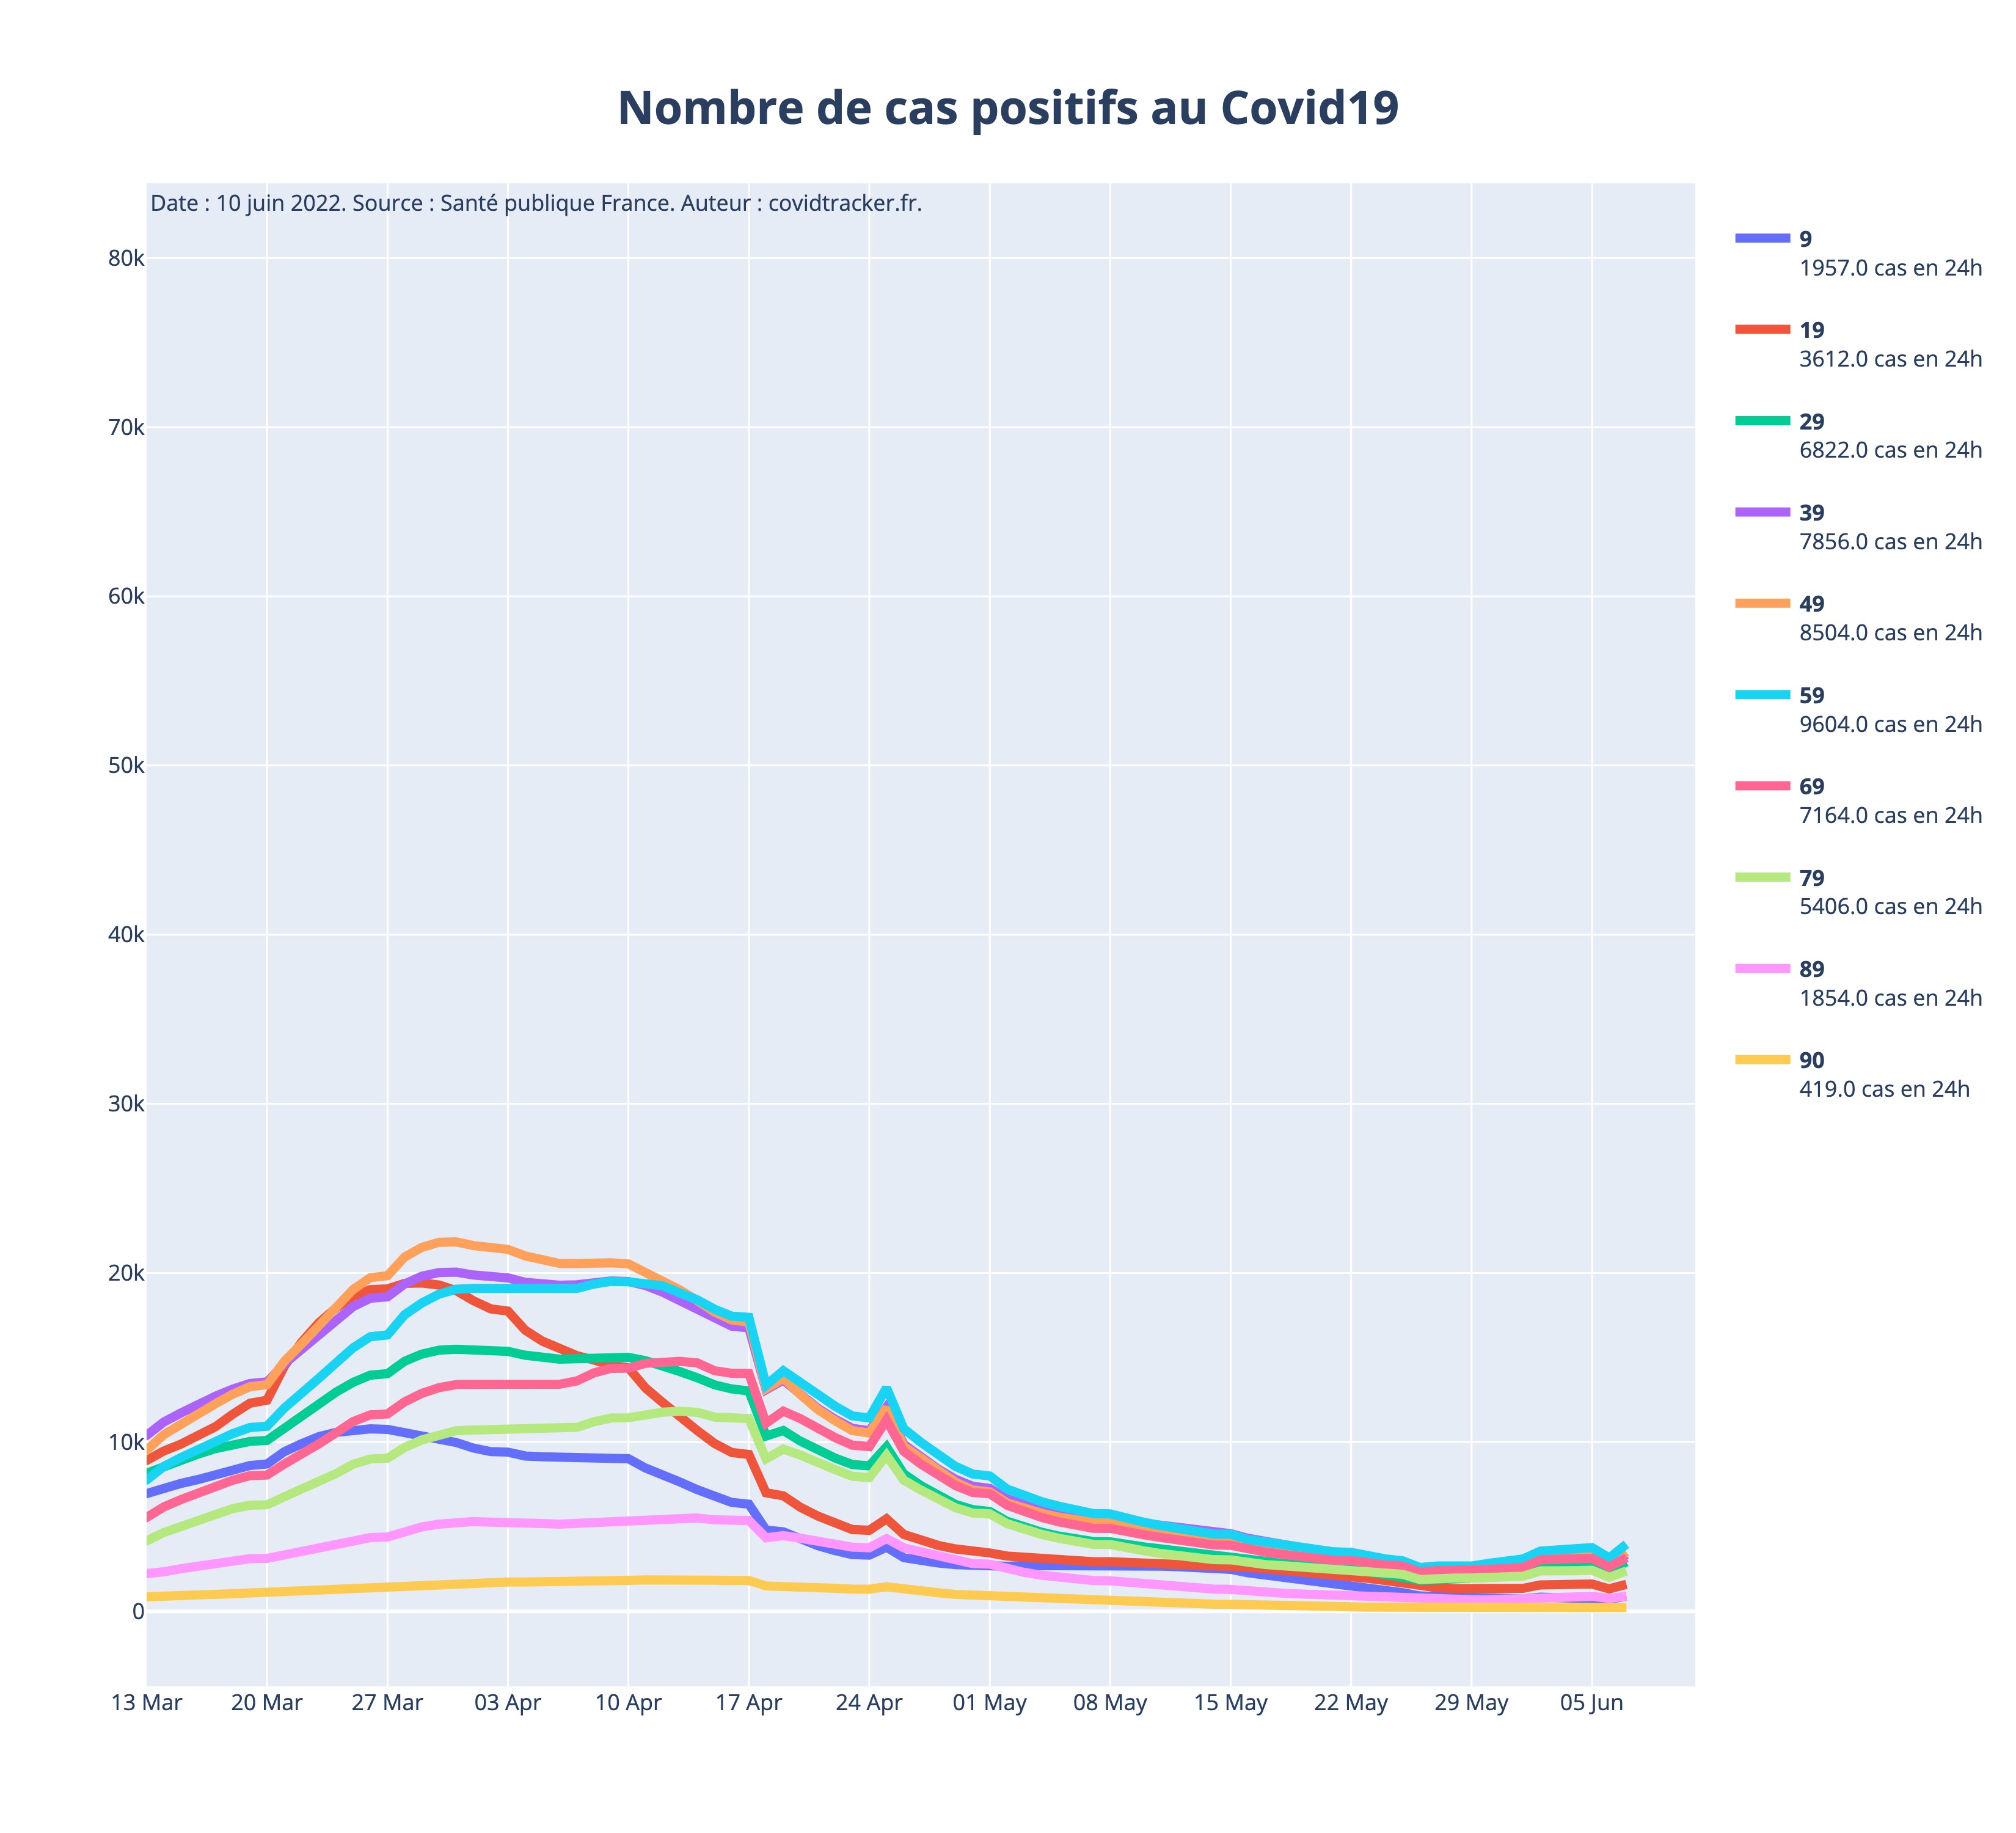 Nombre de cas positifs au Covid19
Date : 10 juin 2022. Source : Santé publique France. Auteur : covidtracker.fr.
80k
70k
60k
50k
40k
30k
20k
10k
0
13 Mar
20 Mar
27 Mar
03 Apr
10 Apr
17 Apr
24 Apr
01 May
08 May
15 May
22 May
29 May
05 Jun
9
1957.0 cas en 24h
19
3612.0 cas en 24h
29
6822.0 cas en 24h
39
7856.0 cas en 24h
49
8504.0 cas en 24h
59
9604.0 cas en 24h
69
7164.0 cas en 24h
79
5406.0 cas en 24h
89
1854.0 cas en 24h
90
419.0 cas en 24h